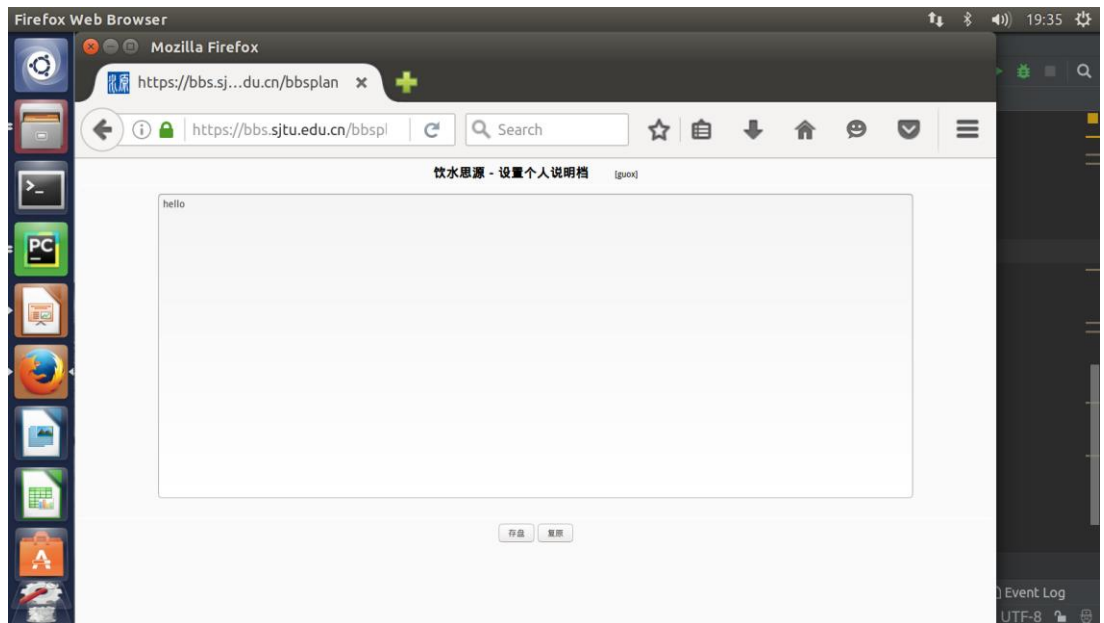 Firefox Web Browser
19:35
Mozilla Firefox
https://bbs.sj...du.cn/bbsplan
https://bbs.sjtu.edu.cn/bbspl
Search
饮水思源 - 设置个人说明档 [guox]
hello
存盘 复原
PC
Event Log
UTF-8